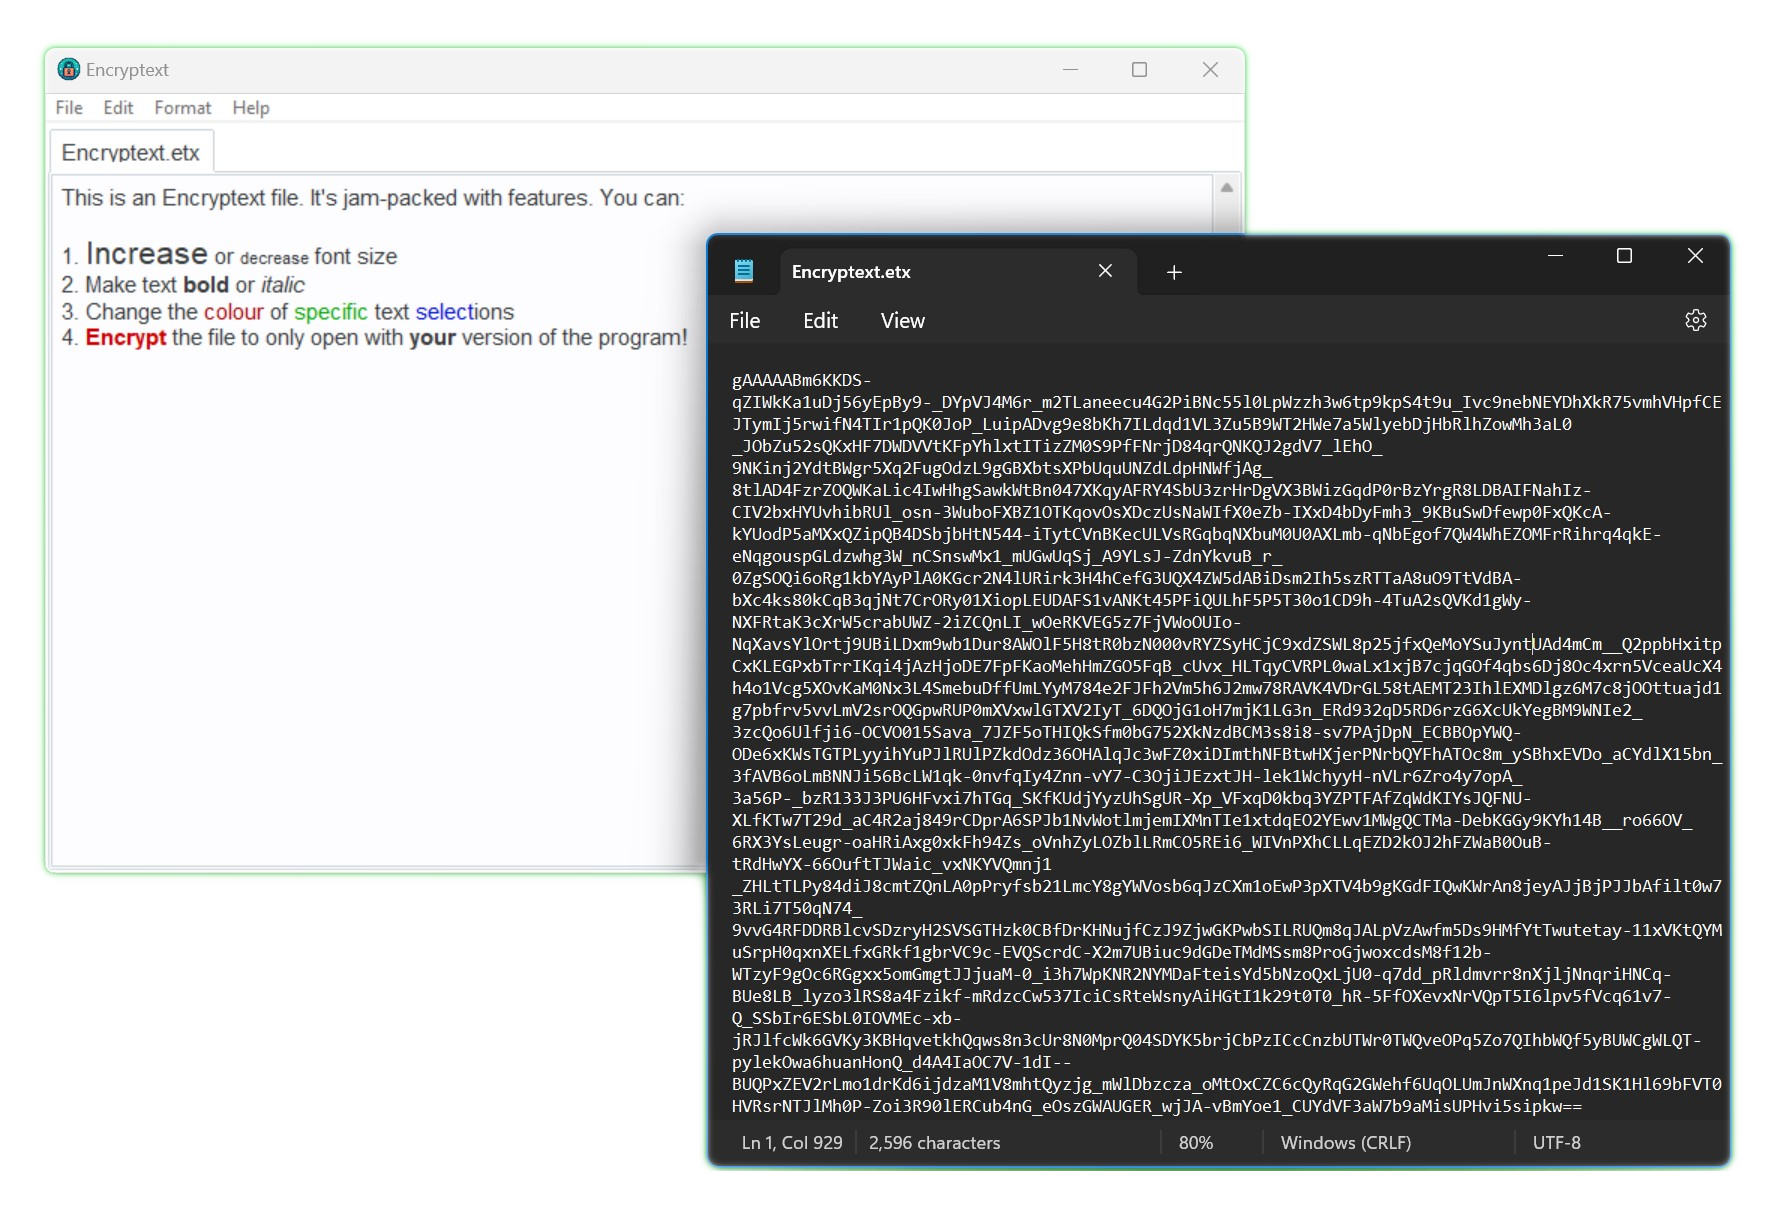 Encryptext
File Edit Format Help
Encryptext.etx
This is an Encryptext file. It's jam-packed with features. You can:
1. Increase or decrease font size
2. Make text bold or italic
3. Change the colour of specific text selections
4. Encrypt the file to only open with your version of the program!
Encryptext.etx
File Edit View
gAAAAABm6KKDS-
qZIWkKa1uDj56yEpBy9-_DYpVJ4M6r_m2TLaneecu4G2PiBNc55l0LpWzzh3w6tp9kpS4t9u_Ivc9nebNEYDhXkR75vmhVHpfCE
JTymIj5rwifN4TIr1pQK0JoP_LuipADvg9e8bKh7ILdqd1VL3Zu5B9WT2HWe7a5WlyebDjHbRlhZowMh3aL0
_JObZu52sQKxHF7DWDVVtKFpYhlxtITizZM0S9PfFNrjD84qrQNKQJ2gdV7_lEhO_
9NKinj2YdtBWgr5Xq2FugOdzL9gGBXbtsXPbUquUNZdLdpHNWfjAg_
8tlAD4FzrZOQWKaLic4IwHhgSawkWtBn047XKqyAFRY4SbU3zrHrDgVX3BWizGqdP0rBzYrgR8LDBAIFNahIz-
CIV2bxHYUvhibRUl_osn-3WuboFXBZ1OTKqovOsXDczUsNaWIfX0eZb-IXxD4bDyFmh3_9KBuSwDfewp0FxQKcA-
kYUodP5aMXxQZipQB4DSbjbHtN544-iTytCVnBKecULVsRGqbqNXbuM0U0AXLmb-qNbEgof7QW4WhEZOMFrRihrq4qkE-
eNqgouspGLdzwhg3W_nCSnswMx1_mUGwUqSj_A9YLsJ-ZdnYkvuB_r_
0ZgSOQi6oRg1kbYAyPlA0KGcr2N4lURirk3H4hCefG3UQX4ZW5dABiDsm2Ih5szRTTaA8uO9TtVdBA-
bXc4ks80kCqB3qjNt7CrORy01XiopLEUDAFS1vANKt45PFiQULhF5P5T30o1CD9h-4TuA2sQVKd1gWy-
NXFRtaK3cXrW5crabUWZ-2iZCQnLI_wOeRKVEG5z7FjVWoOUIo-
NqXavsYlOrtj9UBiLDxm9wb1Dur8AWOlF5H8tR0bzN000vRYZSyHCjC9xdZSWL8p25jfxQeMoYSuJyntUAd4mCm__Q2ppbHxitp
CxKLEGPxbTrrIKqi4jAzHjoDE7FpFKaoMehHmZGO5FqB_cUvx_HLTqyCVRPL0waLx1xjB7cjqGOf4qbs6Dj8Oc4xrn5VceaUcX4
h4o1Vcg5XOvKaM0Nx3L4SmebuDffUmLYyM784e2FJFh2Vm5h6J2mw78RAVK4VDrGL58tAEMT23IhlEXMDlgz6M7c8jOOttuajd1
g7pbfrv5vvLmV2srOQGpwRUP0mXVxwlGTXV2IyT_6DQOjG1oH7mjK1LG3n_ERd932qD5RD6rzG6XcUkYegBM9WNIe2_
3zcQo6Ulfji6-OCVO015Sava_7JZF5oTHIQkSfm0bG752XkNzdBCM3s8i8-sv7PAjDpN_ECBBOpYWQ-
ODe6xKWsTGTPLyyihYuPJlRUlPZkdOdz36OHAlqJc3wFZ0xiDImthNFBtwHXjerPNrbQYFhATOc8m_ySBhxEVDo_aCYdlX15bn_
3fAVB6oLmBNNJi56BcLW1qk-0nvfqIy4Znn-vY7-C3OjiJEzxtJH-lek1WchyyH-nVLr6Zro4y7opA_
3a56P-_bzR133J3PU6HFvxi7hTGq_SKfKUdjYyzUhSgUR-Xp_VFxqD0kbq3YZPTFAfZqWdKIYsJQFNU-
XLfKTw7T29d_aC4R2aj849rCDprA6SPJb1NvWotlmjemIXMnTIe1xtdqEO2YEwv1MWgQCTMa-DebKGGy9KYh14B__ro66OV_
6RX3YsLeugr-oaHRiAxg0xkFh94Zs_oVnhZyLOZblLRmCO5REi6_WIVnPXhCLLqEZD2kOJ2hFZWaB0OuB-
tRdHwYX-66OuftTJWaic_vxNKYVQmnj1
_ZHLtTLPy84diJ8cmtZQnLA0pPryfsb21LmcY8gYWVosb6qJzCXm1oEwP3pXTV4b9gKGdFIQwKWrAn8jeyAJjBjPJJbAfilt0w7
3RLi7T50qN74_
9vvG4RFDDRBlcvSDzryH2SVSGTHzk0CBfDrKHNujfCzJ9ZjwGKPwbSILRUQm8qJALpVzAwfm5Ds9HMfYtTwutetay-11xVKtQYM
uSrpH0qxnXELfxGRkf1gbrVC9c-EVQScrdC-X2m7UBiuc9dGDeTMdMSsm8ProGjwoxcdsM8f12b-
WTzyF9gOc6RGgxx5omGmgtJJjuaM-0_i3h7WpKNR2NYMDaFteisYd5bNzoQxLjU0-q7dd_pRldmvrr8nXjljNnqriHNCq-
BUe8LB_lyzo3lRS8a4Fzikf-mRdzcCw537IciCsRteWsnyAiHGtI1k29t0T0_hR-5FfOXevxNrVQpT5I6lpv5fVcq61v7-
Q_SSbIr6ESbL0IOVMEc-xb-
jRJlfcWk6GVKy3KBHqvetkhQqws8n3cUr8N0MprQ04SDYK5brjCbPzICcCnzbUTWr0TWQveOPq5Zo7QIhbWQf5yBUWCgWLQT-
pylekOwa6huanHonQ_d4A4IaOC7V-1dI--
BUQPxZEV2rLmo1drKd6ijdzaM1V8mhtQyzjg_mWlDbzcza_oMtOxCZC6cQyRqG2GWehf6UqOLUmJnWXnq1peJd1SK1Hl69bFVT0
HVRsrNTJlMh0P-Zoi3R90lERCub4nG_eOszGWAUGER_wjJA-vBmYoe1_CUYdVF3aW7b9aMisUPHvi5sipkw==
Ln 1, Col 929 2,596 characters 80% Windows (CRLF) UTF-8